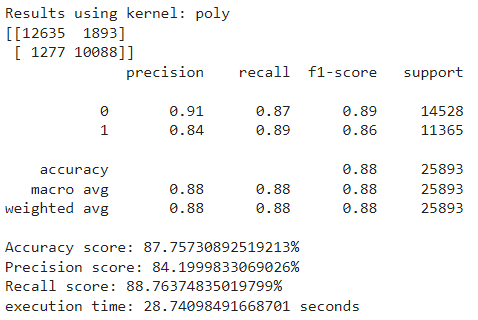 Results using kernel: poly
[[12635  1893]
 [ 1277 10088]]
              precision    recall  f1-score   support

           0       0.91      0.87      0.89     14528
           1       0.84      0.89      0.86     11365

    accuracy                           0.88     25893
   macro avg       0.88      0.88      0.88     25893
weighted avg       0.88      0.88      0.88     25893

Accuracy score: 87.75730892519213%
Precision score: 84.1999833069026%
Recall score: 88.76374835019799%
execution time: 28.74098491668701 seconds